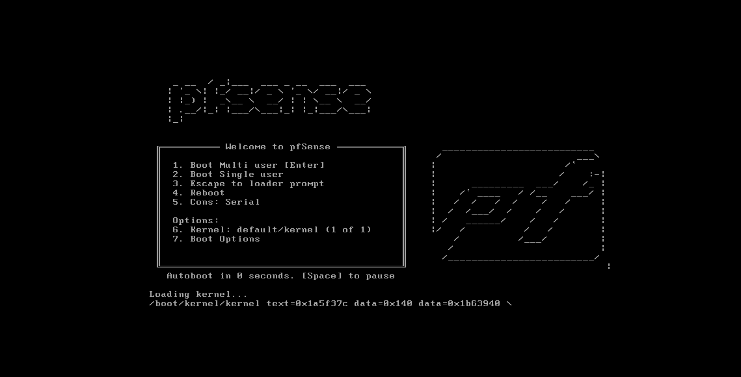 pfSense
Welcome to pfSense
1. Boot Multi user [Enter]
2. Boot Single user
3. Escape to loader prompt
4. Reboot
5. Cons: Serial
Options:
6. Kernel: default/kernel (1 of 1)
7. Boot Options
pf
Autoboot in 0 seconds. [Space] to pause
Loading kernel...
/boot/kernel/kernel text=0x1a5f37c data=0x140 data=0x1b63940 \